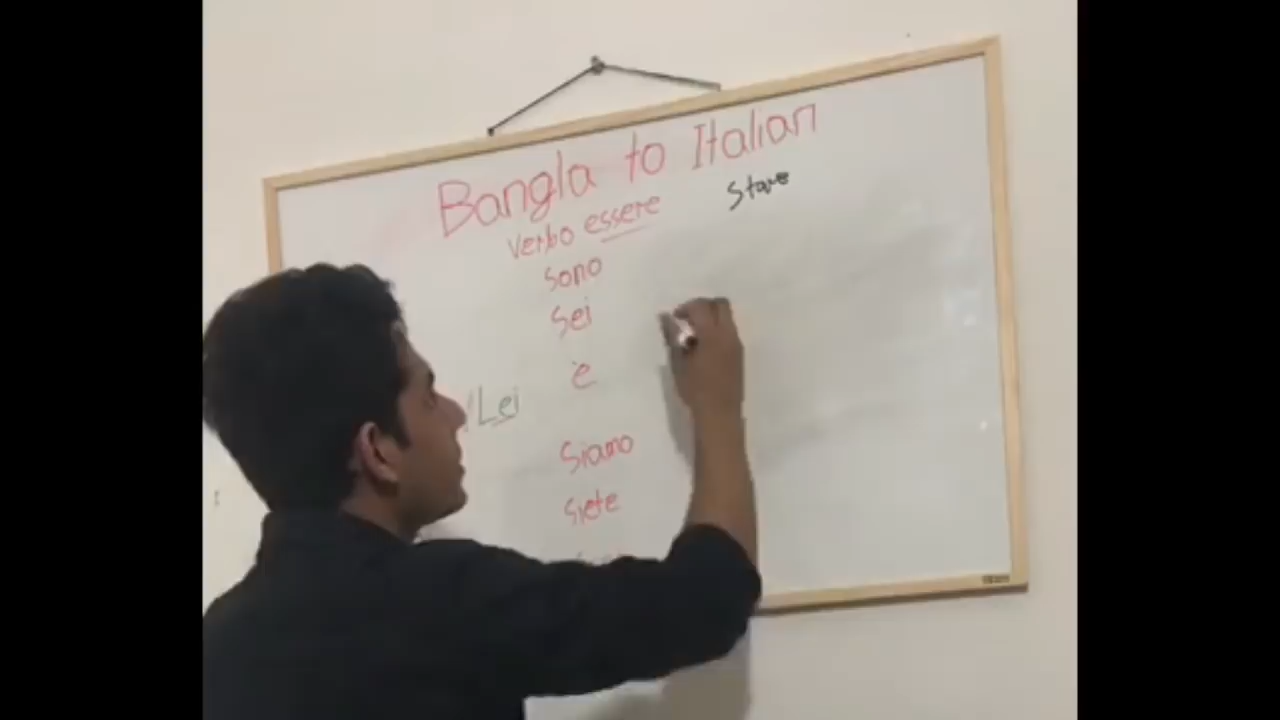 Bangla to Italian
verbo essere
Stare
sono
sei
è
/Lei
Siamo
siete